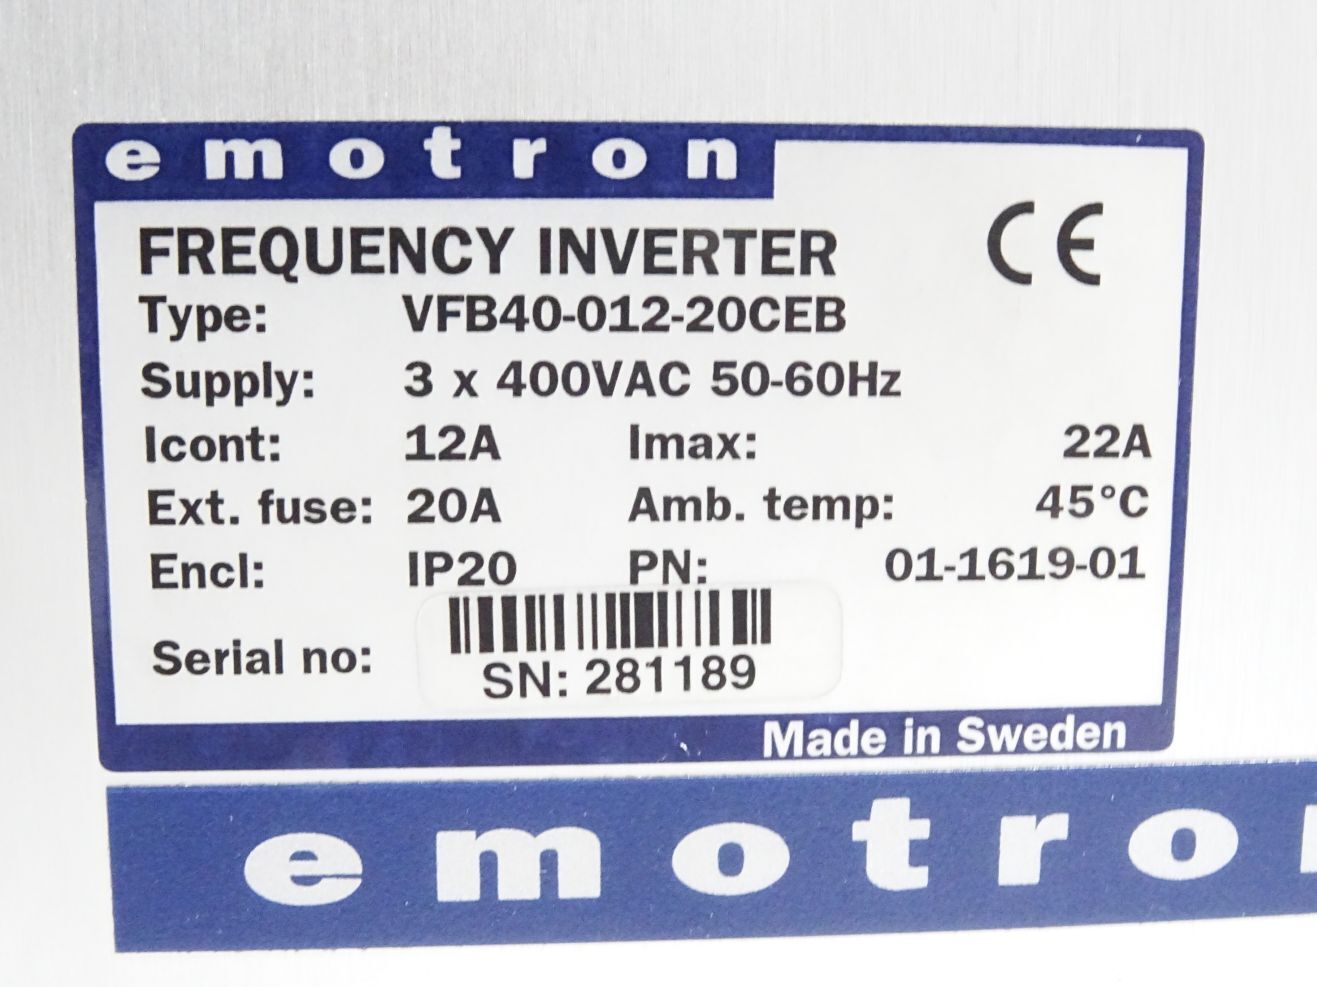 emotron
FREQUENCY INVERTER CE
Type: VFB40-012-20CEB
Supply: 3 x 400VAC 50-60Hz
Icont: 12A Imax: 22A
Ext. fuse: 20A Amb. temp: 45°C
Encl: IP20 PN: 01-1619-01
Serial no: SN: 281189
Made in Sweden
emotro